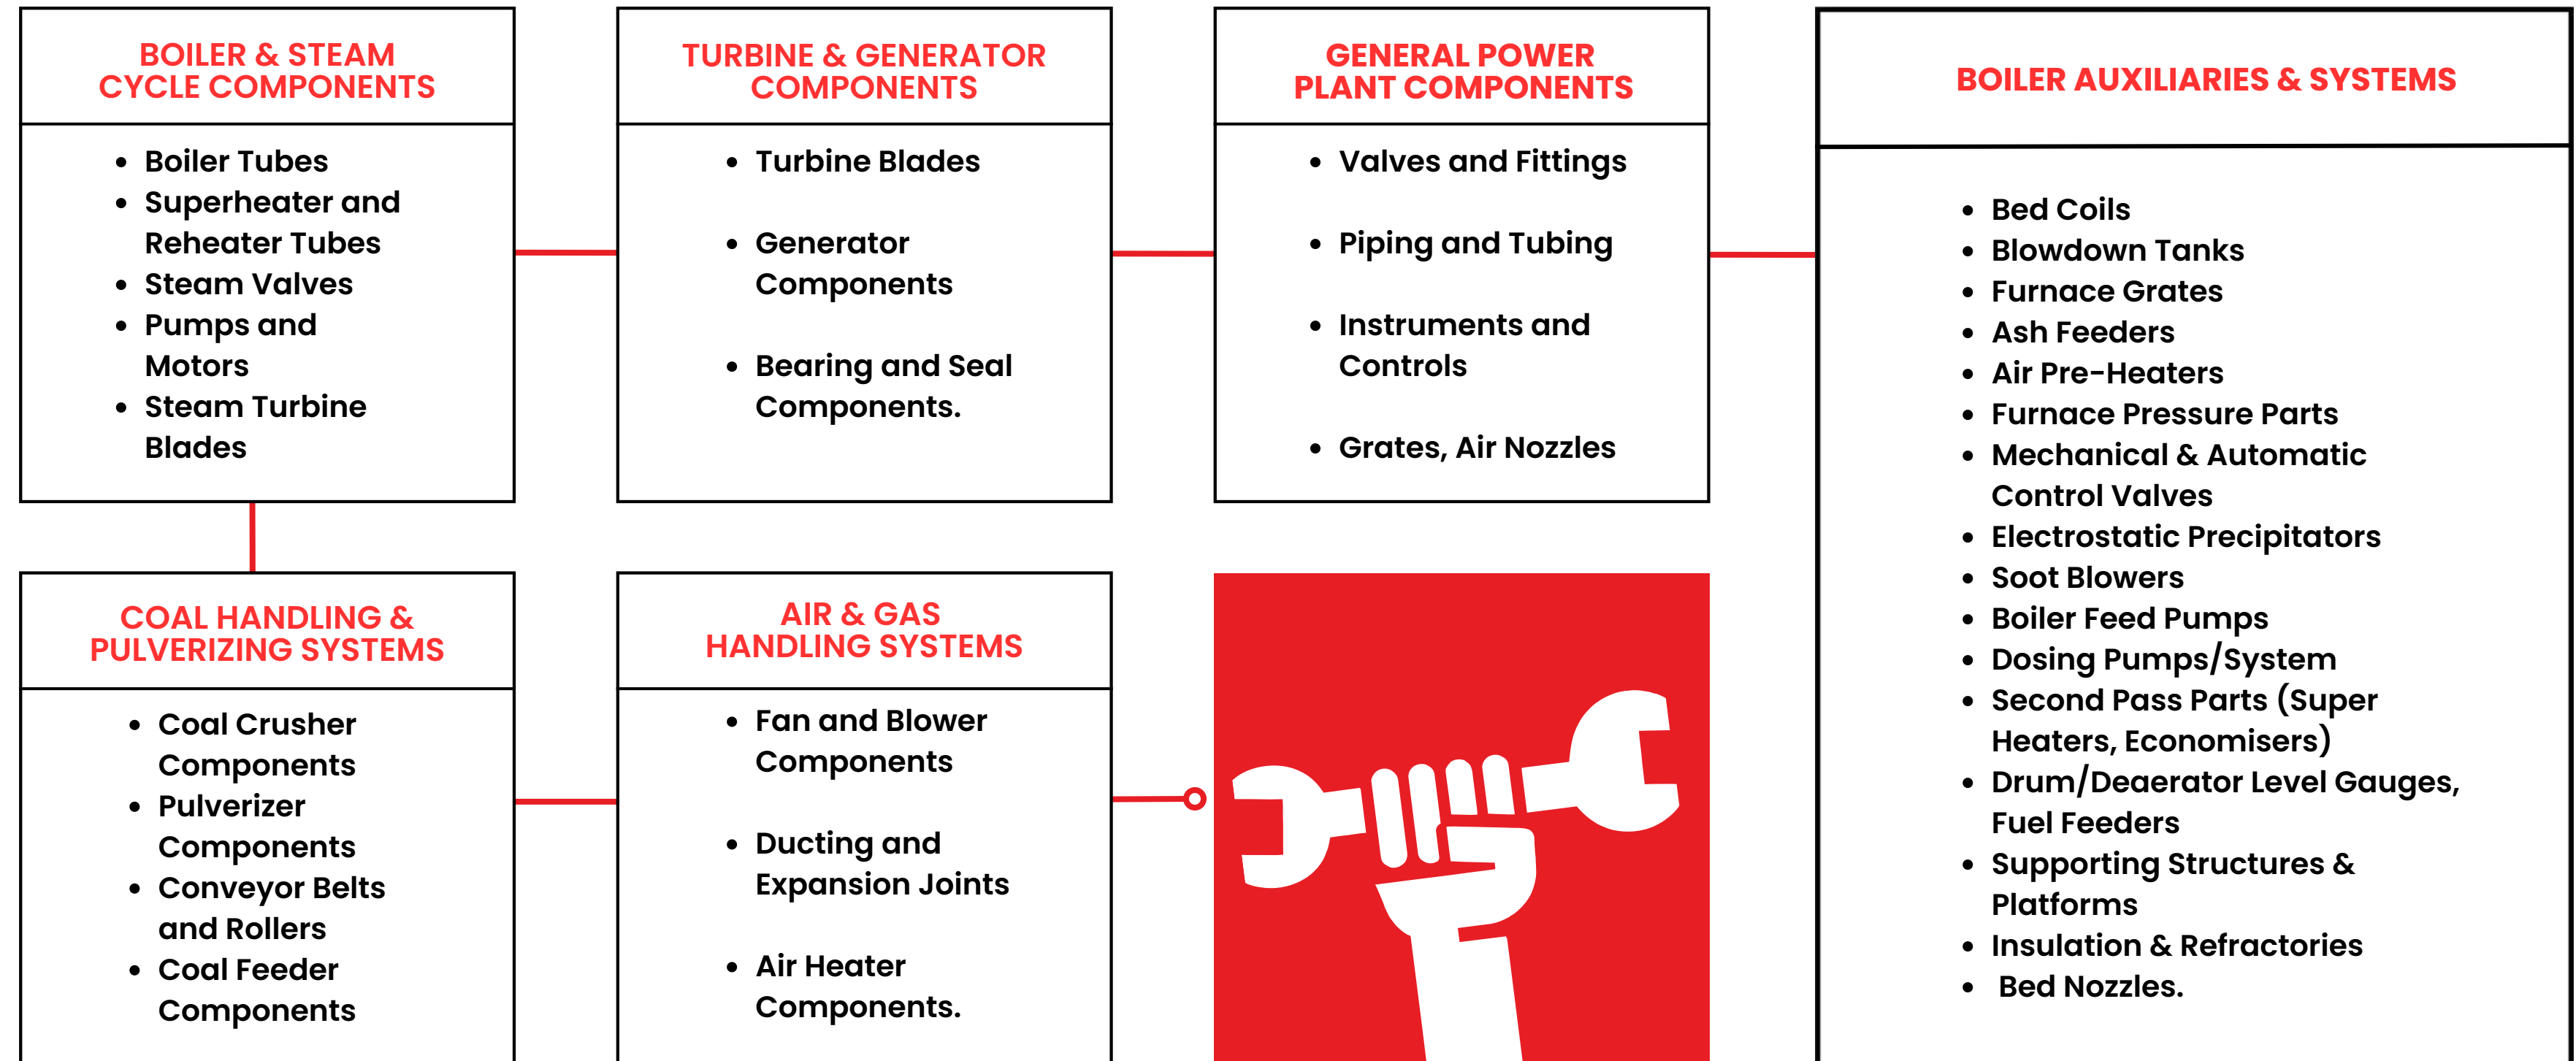 BOILER & STEAM
CYCLE COMPONENTS
• Boiler Tubes
• Superheater and
Reheater Tubes
• Steam Valves
• Pumps and
Motors
• Steam Turbine
Blades
TURBINE & GENERATOR
COMPONENTS
• Turbine Blades
• Generator
Components
• Bearing and Seal
Components.
GENERAL POWER
PLANT COMPONENTS
• Valves and Fittings
• Piping and Tubing
• Instruments and
Controls
• Grates, Air Nozzles
BOILER AUXILIARIES & SYSTEMS
• Bed Coils
• Blowdown Tanks
• Furnace Grates
• Ash Feeders
• Air Pre-Heaters
• Furnace Pressure Parts
• Mechanical & Automatic
Control Valves
• Electrostatic Precipitators
• Soot Blowers
• Boiler Feed Pumps
• Dosing Pumps/System
• Second Pass Parts (Super
Heaters, Economisers)
• Drum/Deaerator Level Gauges,
Fuel Feeders
• Supporting Structures &
Platforms
• Insulation & Refractories
• Bed Nozzles.
COAL HANDLING &
PULVERIZING SYSTEMS
• Coal Crusher
Components
• Pulverizer
Components
• Conveyor Belts
and Rollers
• Coal Feeder
Components
AIR & GAS
HANDLING SYSTEMS
• Fan and Blower
Components
• Ducting and
Expansion Joints
• Air Heater
Components.